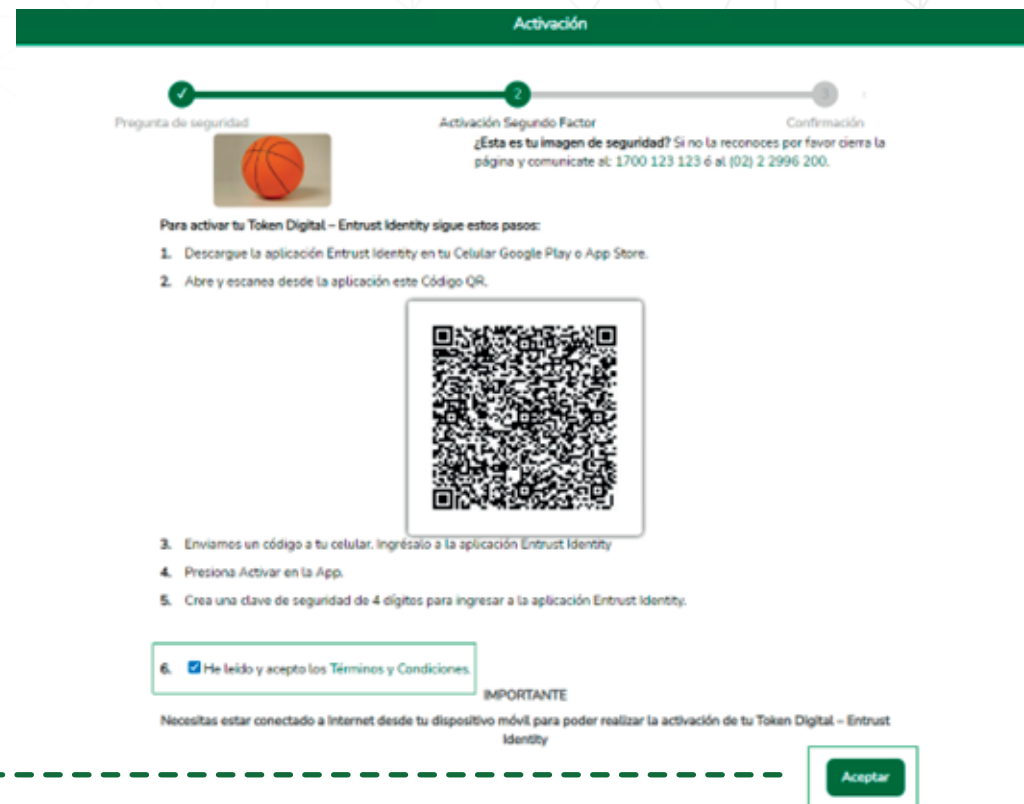 Activación
2
3
Pregunta de seguridad
Activación Segundo Factor
Confirmación
¿Esta es tu imagen de seguridad? Si no la reconoces por favor cierra la
página y comunicate al: 1700 123 123 ó al (02) 2 2996 200.
Para activar tu Token Digital – Entrust Identity sigue estos pasos:
1. Descargue la aplicación Entrust Identity en tu Celular Google Play o App Store.
2. Abre y escanea desde la aplicación este Código QR.
3. Enviamos un código a tu celular. Ingrésalo a la aplicación Entrust Identity
4. Presiona Activar en la App.
5. Crea una clave de seguridad de 4 dígitos para ingresar a la aplicación Entrust Identity.
6. He leído y acepto los Términos y Condiciones.
IMPORTANTE
Necesitas estar conectado a Internet desde tu dispositivo móvil para poder realizar la activación de tu Token Digital – Entrust
Identity
Aceptar